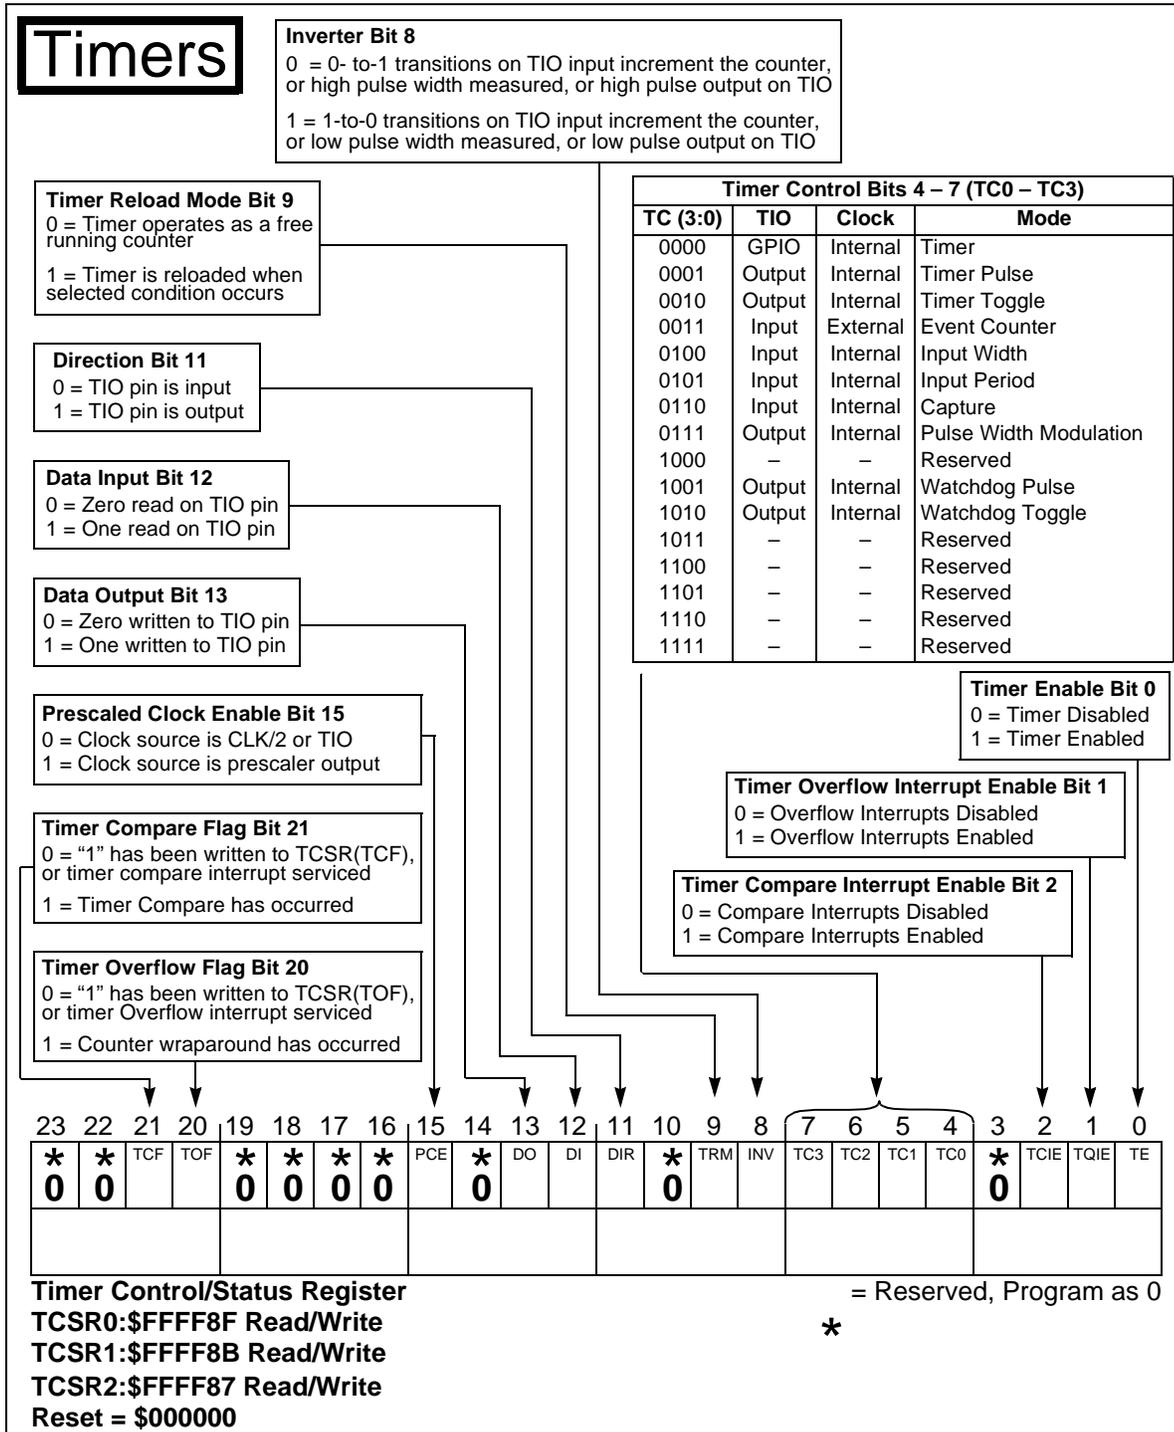 Timers
Inverter Bit 8
0 = 0- to-1 transitions on TIO input increment the counter,
or high pulse width measured, or high pulse output on TIO
1 = 1-to-0 transitions on TIO input increment the counter,
or low pulse width measured, or low pulse output on TIO
Timer Reload Mode Bit 9
0 = Timer operates as a free
running counter
1 = Timer is reloaded when
selected condition occurs
Direction Bit 11
0 = TIO pin is input
1 = TIO pin is output
Data Input Bit 12
0 = Zero read on TIO pin
1 = One read on TIO pin
Data Output Bit 13
0 = Zero written to TIO pin
1 = One written to TIO pin
Timer Control Bits 4 – 7 (TC0 – TC3)
TC (3:0) TIO Clock Mode
0000 GPIO Internal Timer
0001 Output Internal Timer Pulse
0010 Output Internal Timer Toggle
0011 Input External Event Counter
0100 Input Internal Input Width
0101 Input Internal Input Period
0110 Input Internal Capture
0111 Output Internal Pulse Width Modulation
1000 – – Reserved
1001 Output Internal Watchdog Pulse
1010 Output Internal Watchdog Toggle
1011 – – Reserved
1100 – – Reserved
1101 – – Reserved
1110 – – Reserved
1111 – – Reserved
Prescaled Clock Enable Bit 15
0 = Clock source is CLK/2 or TIO
1 = Clock source is prescaler output
Timer Compare Flag Bit 21
0 = “1” has been written to TCSR(TCF),
or timer compare interrupt serviced
1 = Timer Compare has occurred
Timer Overflow Flag Bit 20
0 = “1” has been written to TCSR(TOF),
or timer Overflow interrupt serviced
1 = Counter wraparound has occurred
Timer Enable Bit 0
0 = Timer Disabled
1 = Timer Enabled
Timer Overflow Interrupt Enable Bit 1
0 = Overflow Interrupts Disabled
1 = Overflow Interrupts Enabled
Timer Compare Interrupt Enable Bit 2
0 = Compare Interrupts Disabled
1 = Compare Interrupts Enabled
23 22 21 20 19 18 17 16 15 14 13 12 11 10 9 8 7 6 5 4 3 2 1 0
* * TCF TOF * * * * PCE * DO DI DIR * TRM INV TC3 TC2 TC1 TC0 * TCIE TQIE TE
0 0 0 0 0 0 0 0 0
Timer Control/Status Register
TCSR0:$FFFF8F Read/Write
TCSR1:$FFFF8B Read/Write
TCSR2:$FFFF87 Read/Write
Reset = $000000
= Reserved, Program as 0
*